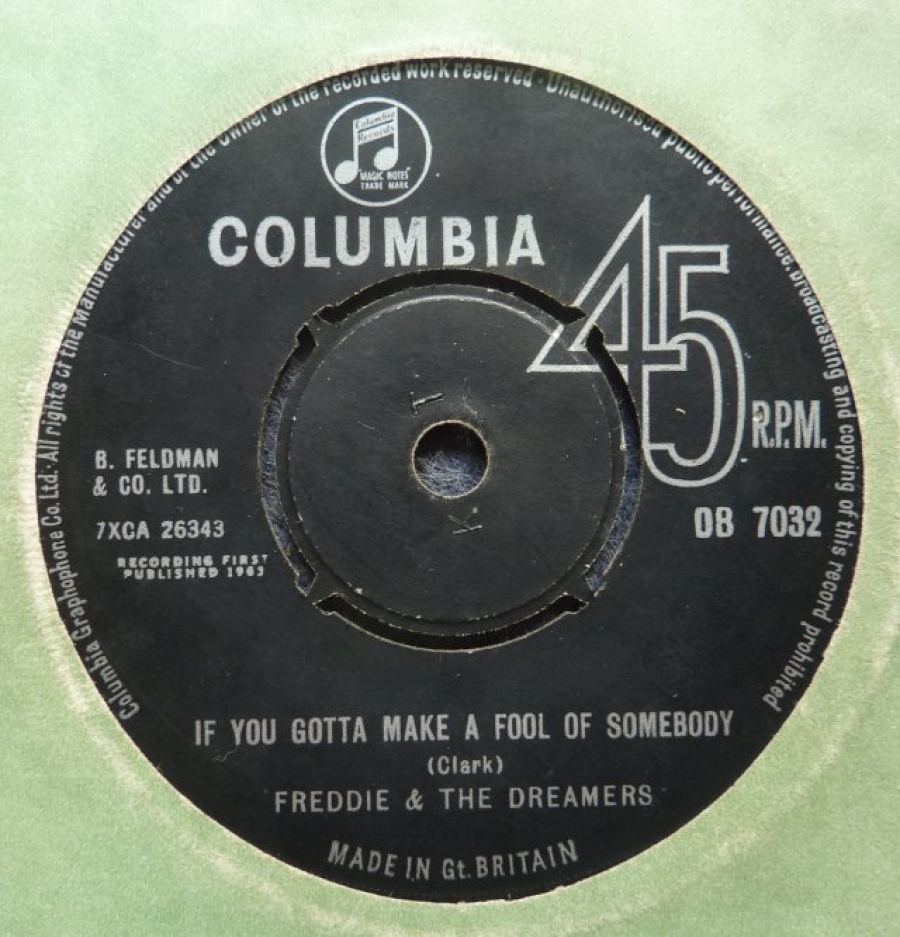 Columbia Graphophone Co. Ltd. · All rights of the Manufacturer and of the Owner of the recorded work reserved · Unauthorised public performance, broadcasting and copying of this record prohibited
Columbia
Records
"MAGIC NOTES"
TRADE MARK
COLUMBIA
45
R.P.M.
T
K
B. FELDMAN
& CO. LTD.
7XCA 26343
RECORDING FIRST
PUBLISHED 1963
DB 7032
IF YOU GOTTA MAKE A FOOL OF SOMEBODY
(Clark)
FREDDIE & THE DREAMERS
MADE IN Gt. BRITAIN